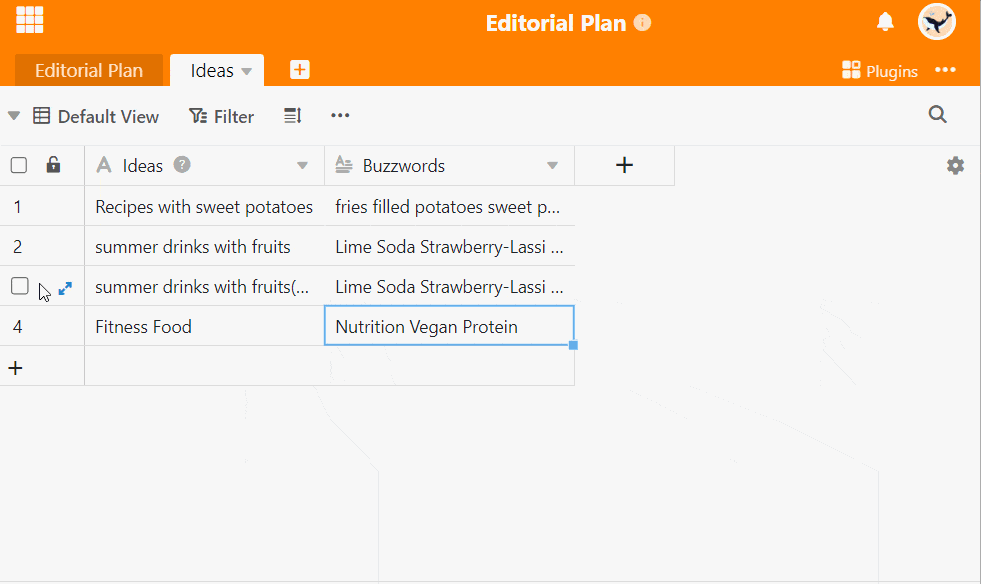 Editorial Plan
Editorial Plan Ideas Plugins
Default View Filter
Ideas Buzzwords
1 Recipes with sweet potatoes fries filled potatoes sweet p...
2 summer drinks with fruits Lime Soda Strawberry-Lassi ...
summer drinks with fruits(... Lime Soda Strawberry-Lassi ...
4 Fitness Food Nutrition Vegan Protein